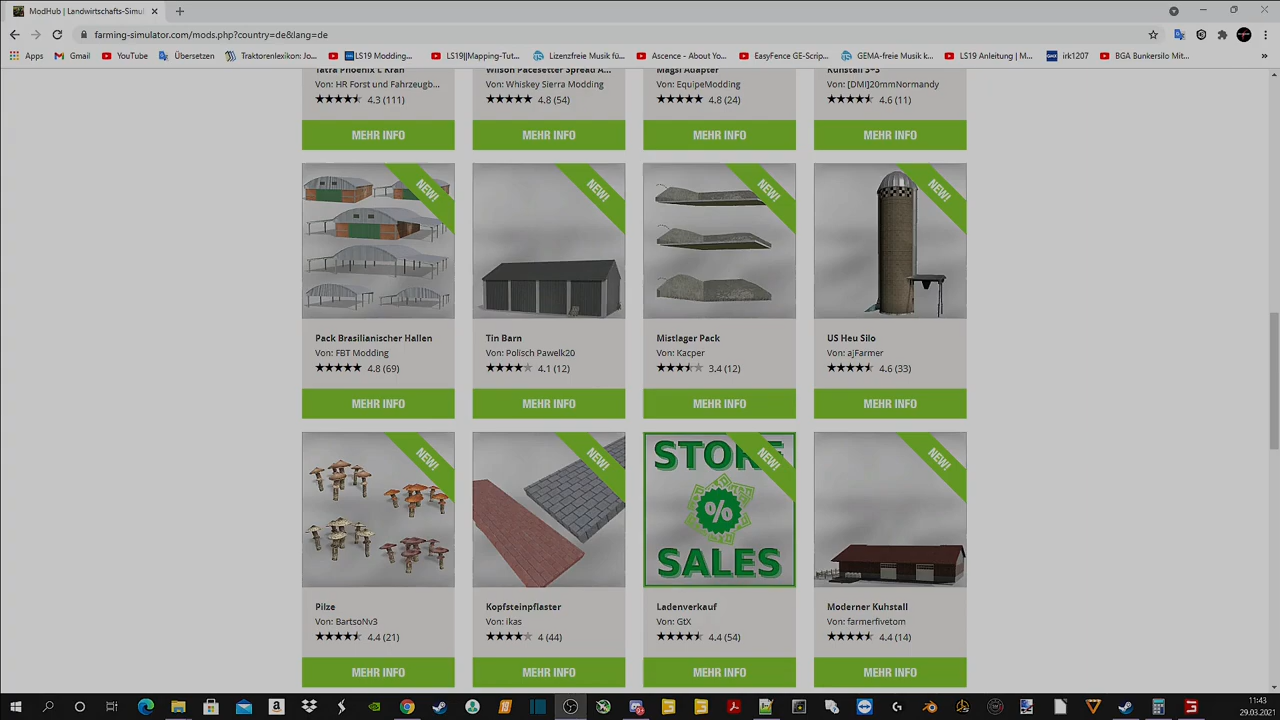 ModHub | Landwirtschafts-Simul
farming-simulator.com/mods.php?country=de&lang=de
Apps Gmail YouTube Übersetzen Traktorenlexikon: Jo... LS19 Modding... LS19||Mapping-Tut... Lizenzfreie Musik fü... Ascence - About Yo... EasyFence GE-Scrip... GEMA-freie Musik k... LS19 Anleitung | M... irk1207 BGA Bunkersilo Mit...
Tatra Phoenix L Kran Wilson Pacesetter Spread A... Magsi Adapter Kuhstall S+3
Von: HR Forst und Fahrzeugb... Von: Whiskey Sierra Modding Von: EquipeModding Von: [DMI]20mmNormandy
4.3 (111) 4.8 (54) 4.8 (24) 4.6 (11)
MEHR INFO MEHR INFO MEHR INFO MEHR INFO
NEW! NEW! NEW! NEW!
Pack Brasilianischer Hallen Tin Barn Mistlager Pack US Heu Silo
Von: FBT Modding Von: Polisch Pawelk20 Von: Kacper Von: aJFarmer
4.8 (69) 4.1 (12) 3.4 (12) 4.6 (33)
MEHR INFO MEHR INFO MEHR INFO MEHR INFO
NEW! NEW! STORE NEW! NEW!
%
SALES
Pilze Kopfsteinpflaster Ladenverkauf Moderner Kuhstall
Von: BartsoNv3 Von: ikas Von: GtX Von: farmerfivetom
4.4 (21) 4 (44) 4.4 (54) 4.4 (14)
MEHR INFO MEHR INFO MEHR INFO MEHR INFO
11:43
29.03.2021